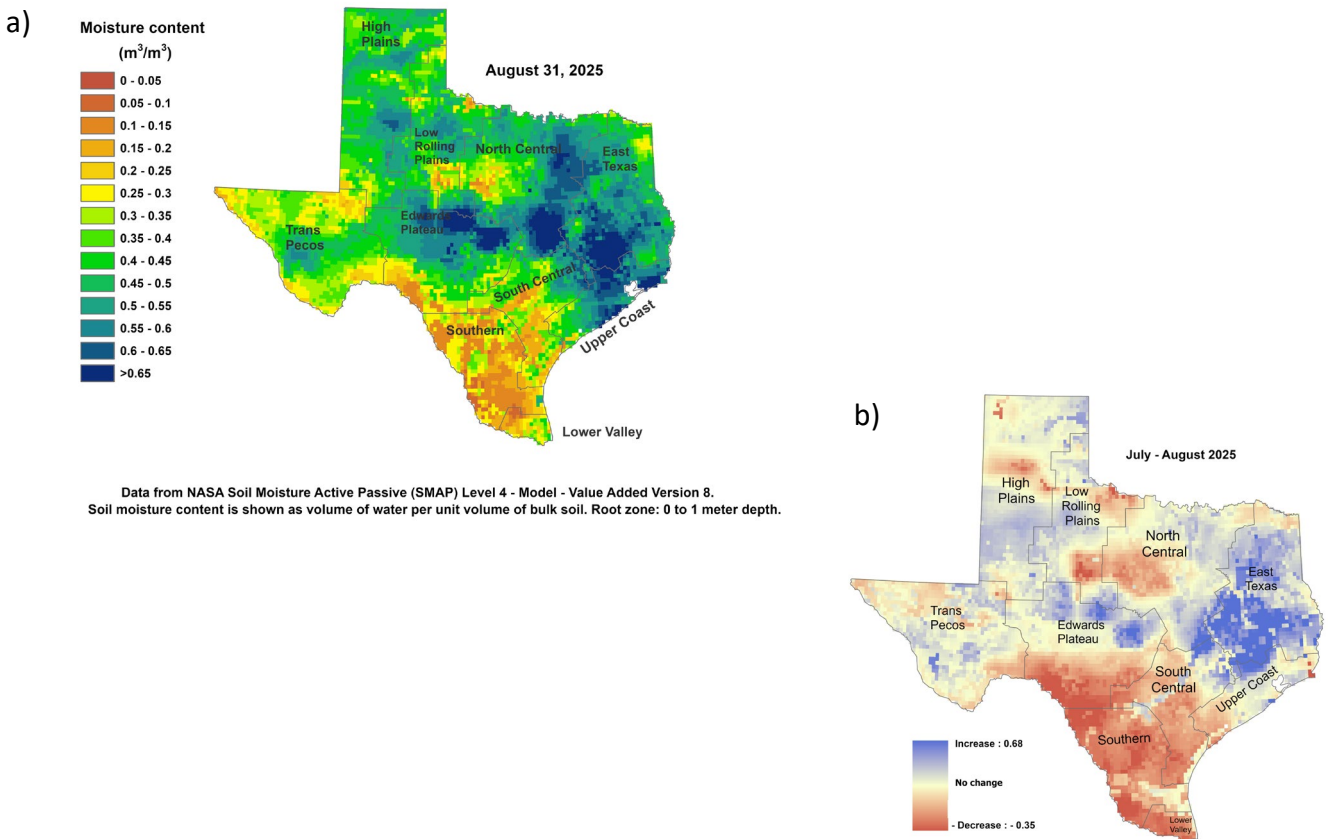 a)
Moisture content
(m³/m³)
0 - 0.05
0.05 - 0.1
0.1 - 0.15
0.15 - 0.2
0.2 - 0.25
0.25 - 0.3
0.3 - 0.35
0.35 - 0.4
0.4 - 0.45
0.45 - 0.5
0.5 - 0.55
0.55 - 0.6
0.6 - 0.65
>0.65
August 31, 2025
High
Plains
Low
Rolling
Plains
North Central
East
Texas
Trans
Pecos
Edwards
Plateau
South Central
Southern
Upper Coast
Lower Valley
Data from NASA Soil Moisture Active Passive (SMAP) Level 4 - Model - Value Added Version 8.
Soil moisture content is shown as volume of water per unit volume of bulk soil. Root zone: 0 to 1 meter depth.
b)
July - August 2025
High
Plains
Low
Rolling
Plains
North
Central
East
Texas
Trans
Pecos
Edwards
Plateau
South
Central
Upper Coast
Southern
Lower
Valley
Increase : 0.68
No change
- Decrease : - 0.35